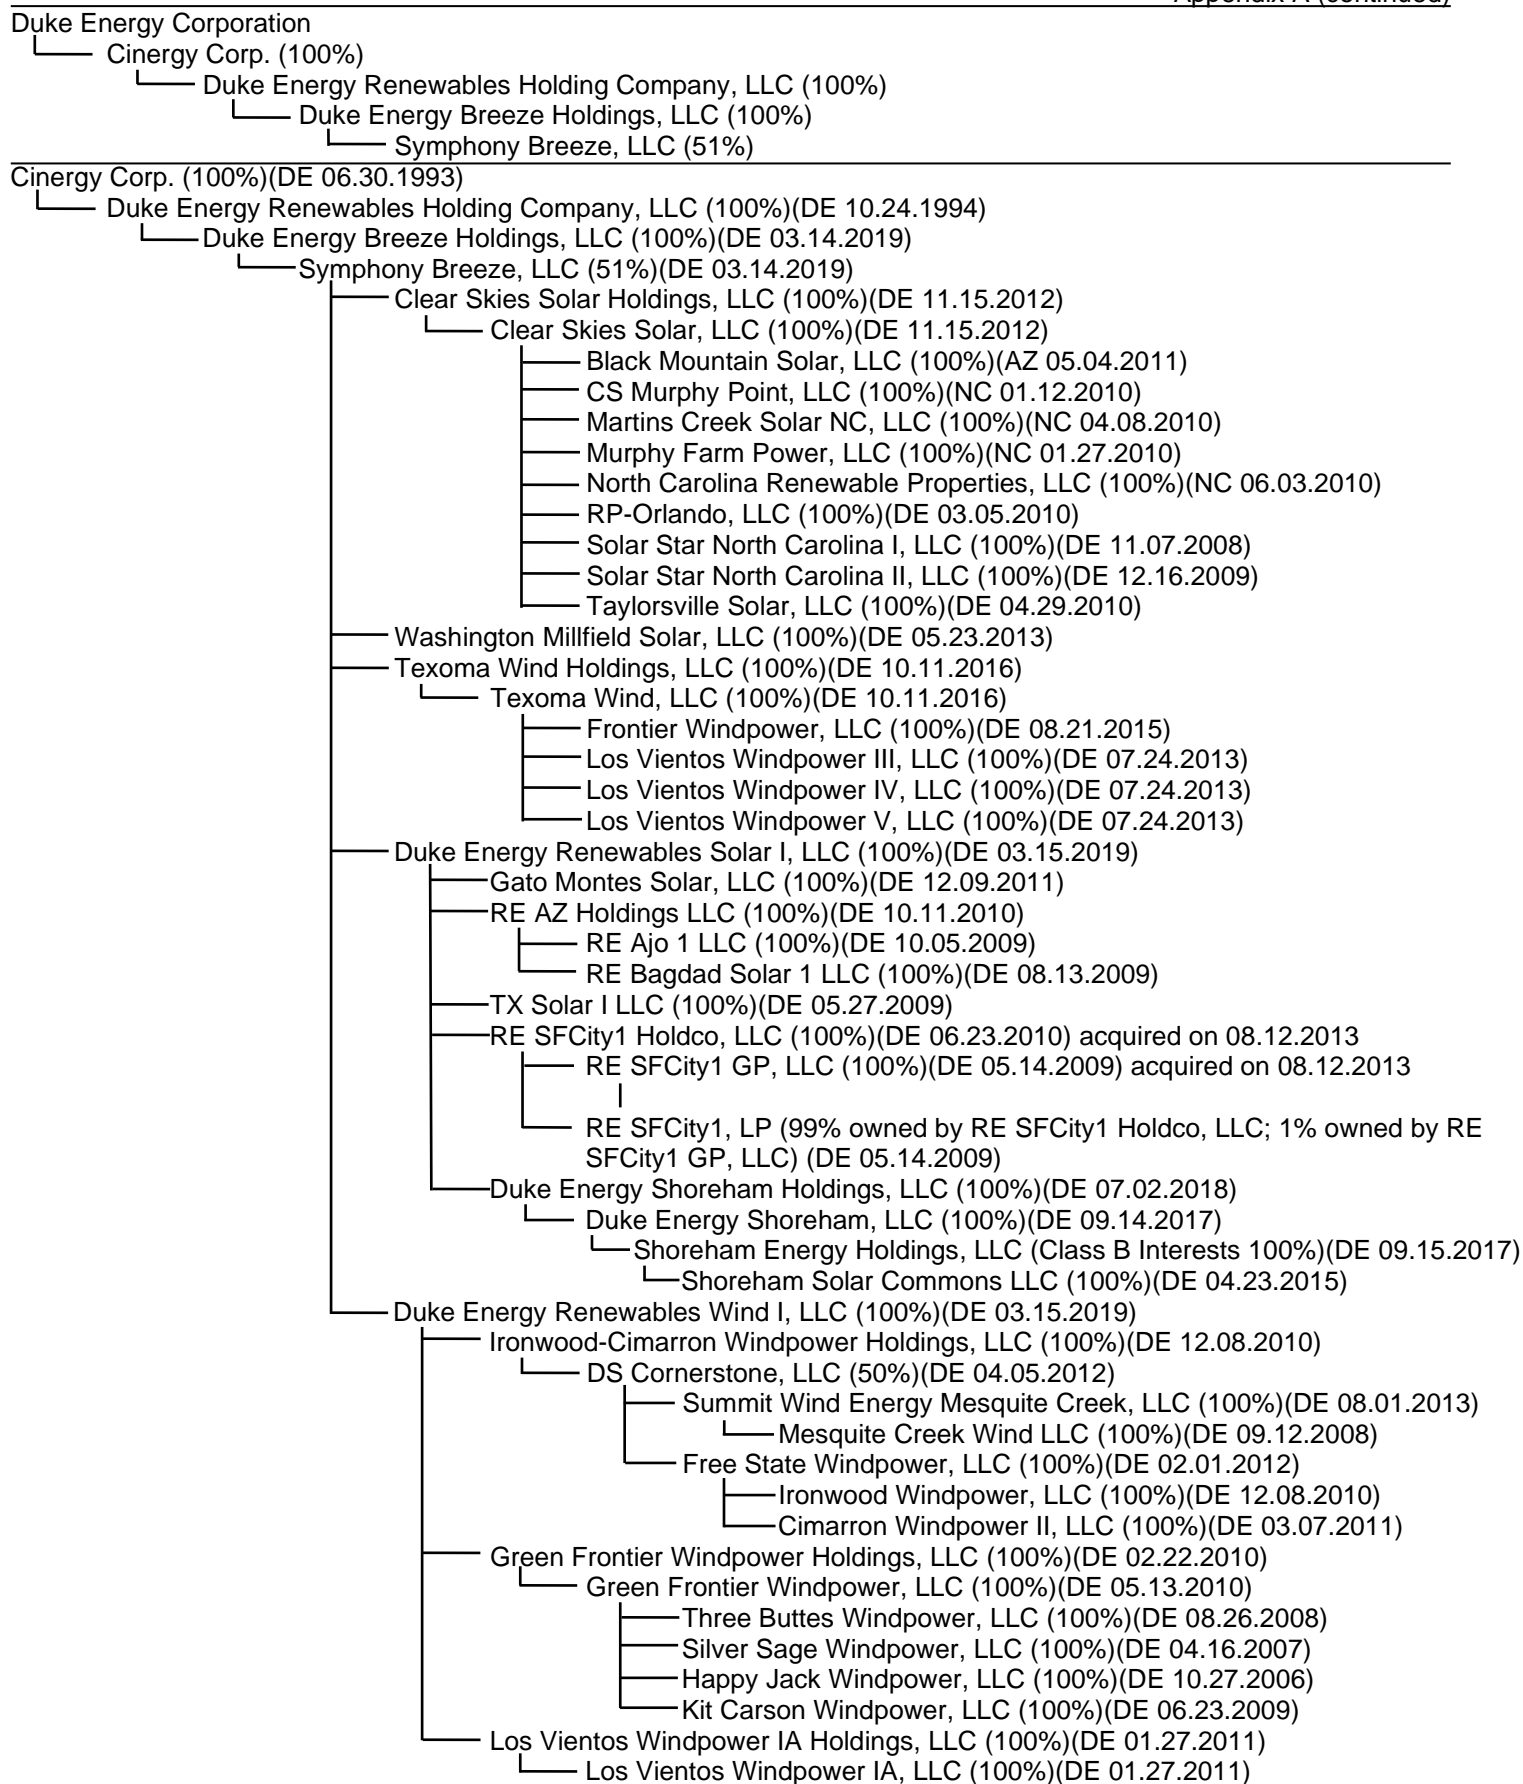 Appendix A (continued)
Duke Energy Corporation
Cinergy Corp. (100%)
Duke Energy Renewables Holding Company, LLC (100%)
Duke Energy Breeze Holdings, LLC (100%)
Symphony Breeze, LLC (51%)
Cinergy Corp. (100%)(DE 06.30.1993)
Duke Energy Renewables Holding Company, LLC (100%)(DE 10.24.1994)
Duke Energy Breeze Holdings, LLC (100%)(DE 03.14.2019)
Symphony Breeze, LLC (51%)(DE 03.14.2019)
Clear Skies Solar Holdings, LLC (100%)(DE 11.15.2012)
Clear Skies Solar, LLC (100%)(DE 11.15.2012)
Black Mountain Solar, LLC (100%)(AZ 05.04.2011)
CS Murphy Point, LLC (100%)(NC 01.12.2010)
Martins Creek Solar NC, LLC (100%)(NC 04.08.2010)
Murphy Farm Power, LLC (100%)(NC 01.27.2010)
North Carolina Renewable Properties, LLC (100%)(NC 06.03.2010)
RP-Orlando, LLC (100%)(DE 03.05.2010)
Solar Star North Carolina I, LLC (100%)(DE 11.07.2008)
Solar Star North Carolina II, LLC (100%)(DE 12.16.2009)
Taylorsville Solar, LLC (100%)(DE 04.29.2010)
Washington Millfield Solar, LLC (100%)(DE 05.23.2013)
Texoma Wind Holdings, LLC (100%)(DE 10.11.2016)
Texoma Wind, LLC (100%)(DE 10.11.2016)
Frontier Windpower, LLC (100%)(DE 08.21.2015)
Los Vientos Windpower III, LLC (100%)(DE 07.24.2013)
Los Vientos Windpower IV, LLC (100%)(DE 07.24.2013)
Los Vientos Windpower V, LLC (100%)(DE 07.24.2013)
Duke Energy Renewables Solar I, LLC (100%)(DE 03.15.2019)
Gato Montes Solar, LLC (100%)(DE 12.09.2011)
RE AZ Holdings LLC (100%)(DE 10.11.2010)
RE Ajo 1 LLC (100%)(DE 10.05.2009)
RE Bagdad Solar 1 LLC (100%)(DE 08.13.2009)
TX Solar I LLC (100%)(DE 05.27.2009)
RE SFCity1 Holdco, LLC (100%)(DE 06.23.2010) acquired on 08.12.2013
RE SFCity1 GP, LLC (100%)(DE 05.14.2009) acquired on 08.12.2013
RE SFCity1, LP (99% owned by RE SFCity1 Holdco, LLC; 1% owned by RE
SFCity1 GP, LLC) (DE 05.14.2009)
Duke Energy Shoreham Holdings, LLC (100%)(DE 07.02.2018)
Duke Energy Shoreham, LLC (100%)(DE 09.14.2017)
Shoreham Energy Holdings, LLC (Class B Interests 100%)(DE 09.15.2017)
Shoreham Solar Commons LLC (100%)(DE 04.23.2015)
Duke Energy Renewables Wind I, LLC (100%)(DE 03.15.2019)
Ironwood-Cimarron Windpower Holdings, LLC (100%)(DE 12.08.2010)
DS Cornerstone, LLC (50%)(DE 04.05.2012)
Summit Wind Energy Mesquite Creek, LLC (100%)(DE 08.01.2013)
Mesquite Creek Wind LLC (100%)(DE 09.12.2008)
Free State Windpower, LLC (100%)(DE 02.01.2012)
Ironwood Windpower, LLC (100%)(DE 12.08.2010)
Cimarron Windpower II, LLC (100%)(DE 03.07.2011)
Green Frontier Windpower Holdings, LLC (100%)(DE 02.22.2010)
Green Frontier Windpower, LLC (100%)(DE 05.13.2010)
Three Buttes Windpower, LLC (100%)(DE 08.26.2008)
Silver Sage Windpower, LLC (100%)(DE 04.16.2007)
Happy Jack Windpower, LLC (100%)(DE 10.27.2006)
Kit Carson Windpower, LLC (100%)(DE 06.23.2009)
Los Vientos Windpower IA Holdings, LLC (100%)(DE 01.27.2011)
Los Vientos Windpower IA, LLC (100%)(DE 01.27.2011)